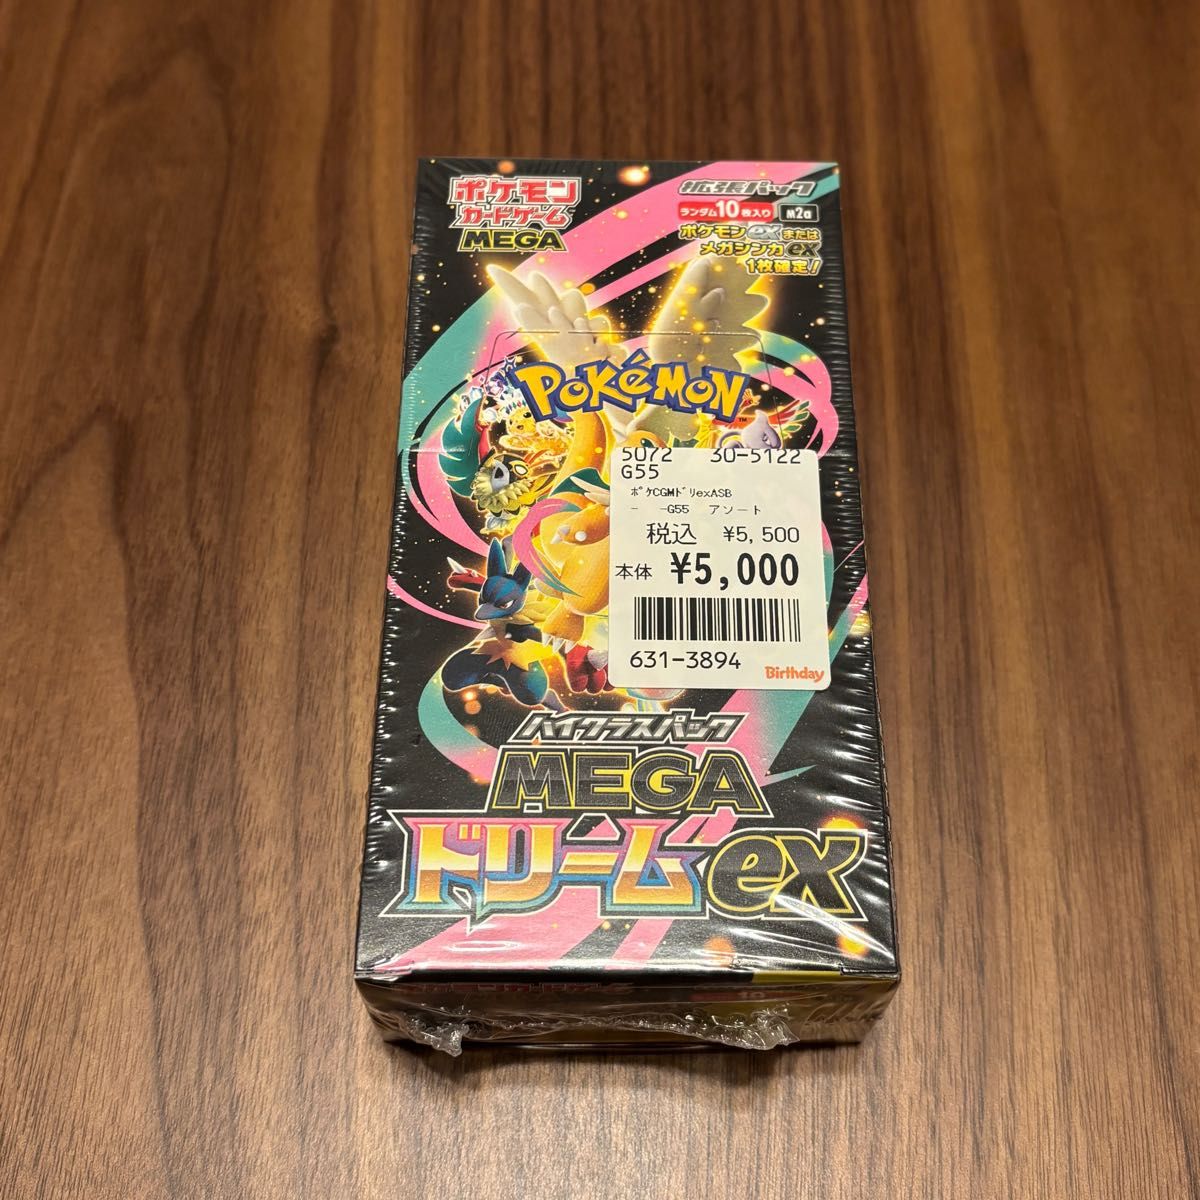 ポケモン
カードゲーム
MEGA
拡張パック
ランダム10枚入り M2a
ポケモンexまたは
メガシンカex
1枚確定!
POKÉMON
TM
5072 30-5122
G55
ﾎﾟｹCGMﾄﾞﾘexASB
- -G55 アソート
税込 ¥5,500
本体 ¥5,000
631-3894
Birthday
ハイクラスパック
MEGA
ドリームex